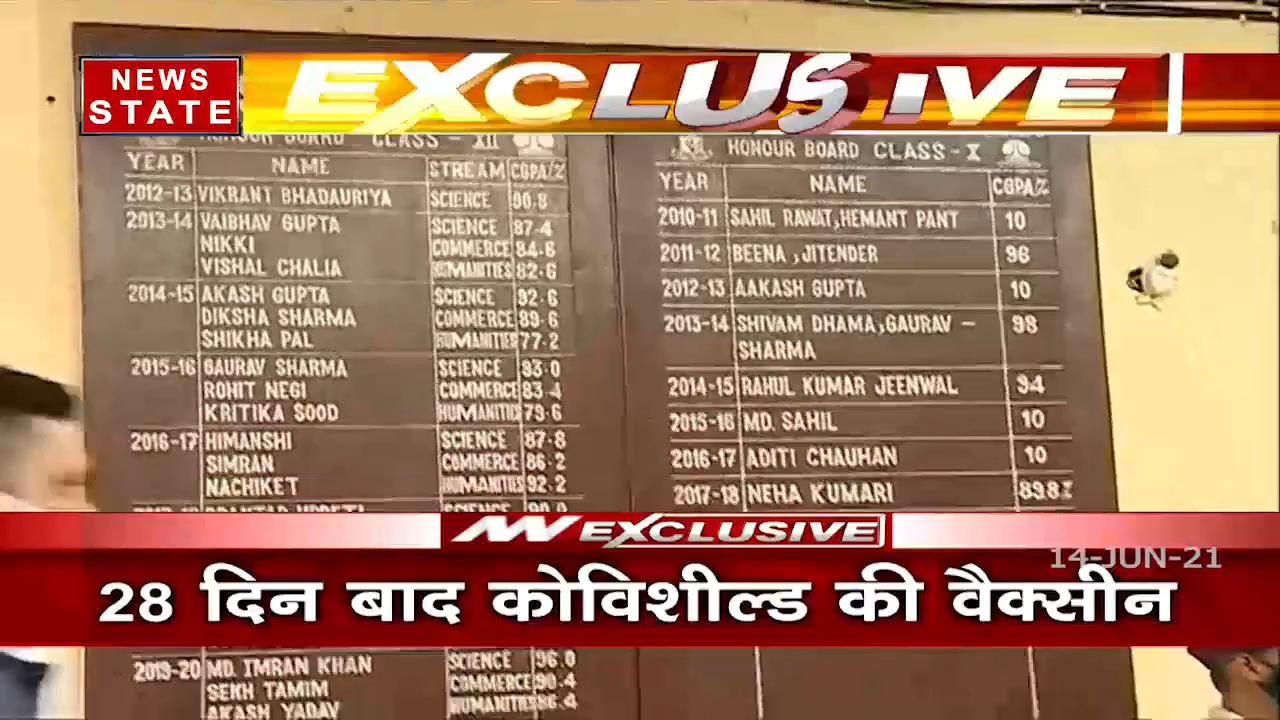 NEWS STATE
EXCLUSIVE
HONOUR BOARD CLASS - XII
YEAR NAME STREAM CGPA/%
2012-13 VIKRANT BHADAURIYA SCIENCE 90.8
2013-14 VAIBHAV GUPTA SCIENCE 87.4
NIKKI COMMERCE 84.6
VISHAL CHALIA HUMANITIES 82.6
2014-15 AKASH GUPTA SCIENCE 92.6
DIKSHA SHARMA COMMERCE 89.6
SHIKHA PAL HUMANITIES 77.2
2015-16 GAURAV SHARMA SCIENCE 93.0
ROHIT NEGI COMMERCE 83.4
KRITIKA SOOD HUMANITIES 79.6
2016-17 HIMANSHI SCIENCE 87.8
SIMRAN COMMERCE 86.2
NACHIKET HUMANITIES 92.2
2019-20 MD. IMRAN KHAN SCIENCE 96.0
SEKH TAMIM COMMERCE 90.4
AKASH YADAV HUMANITIES 86.4
HONOUR BOARD CLASS - X
YEAR NAME CGPA/%
2010-11 SAHIL RAWAT, HEMANT PANT 10
2011-12 BEENA , JITENDER 96
2012-13 AAKASH GUPTA 10
2013-14 SHIVAM DHAMA, GAURAV - 98
SHARMA
2014-15 RAHUL KUMAR JEENWAL 94
2015-16 MD. SAHIL 10
2016-17 ADITI CHAUHAN 10
2017-18 NEHA KUMARI 89.8%
EXCLUSIVE
14-JUN-21
28 दिन बाद कोविशील्ड की वैक्सीन